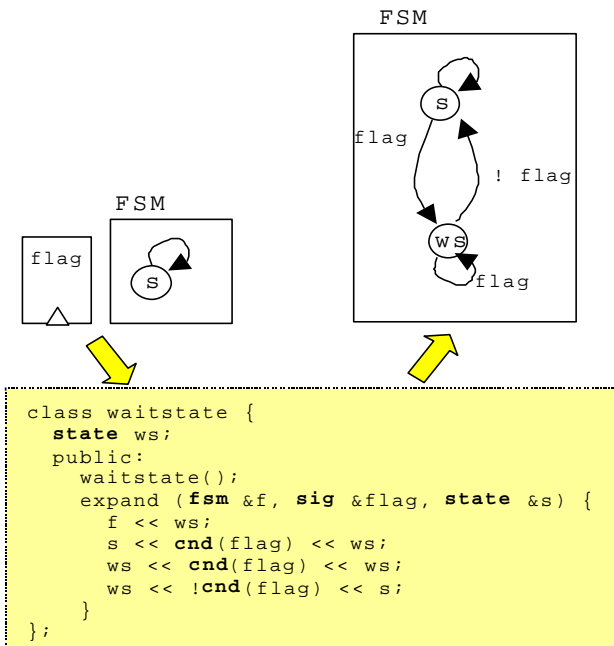 FSM
s
flag
! flag
ws
flag
FSM
flag
s
class waitstate {
state ws;
public:
waitstate();
expand (fsm &f, sig &flag, state &s) {
f << ws;
s << cnd(flag) << ws;
ws << cnd(flag) << ws;
ws << !cnd(flag) << s;
}
};